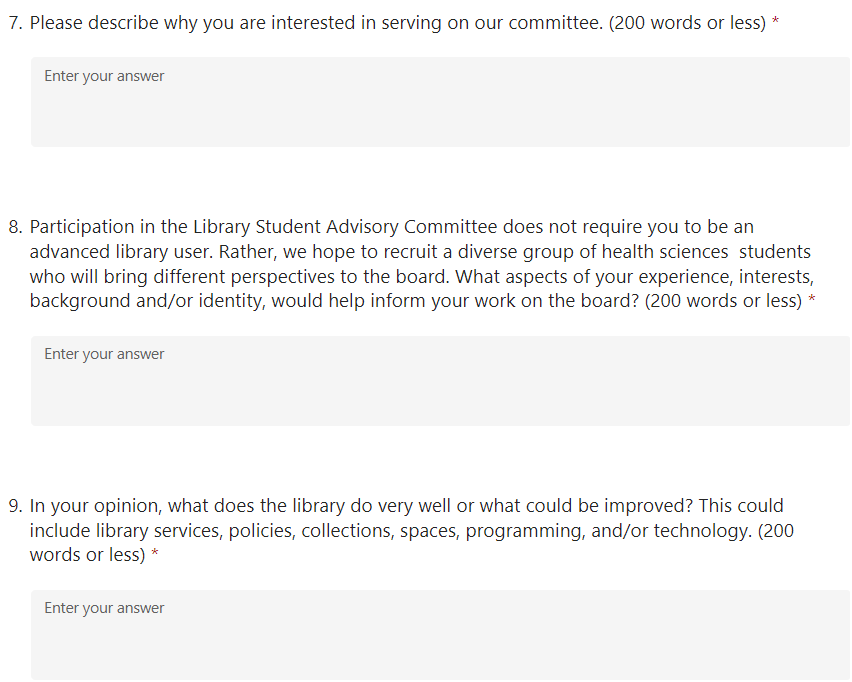 7. Please describe why you are interested in serving on our committee. (200 words or less) *
Enter your answer
8. Participation in the Library Student Advisory Committee does not require you to be an
advanced library user. Rather, we hope to recruit a diverse group of health sciences  students
who will bring different perspectives to the board. What aspects of your experience, interests,
background and/or identity, would help inform your work on the board? (200 words or less) *
Enter your answer
9. In your opinion, what does the library do very well or what could be improved? This could
include library services, policies, collections, spaces, programming, and/or technology. (200
words or less) *
Enter your answer